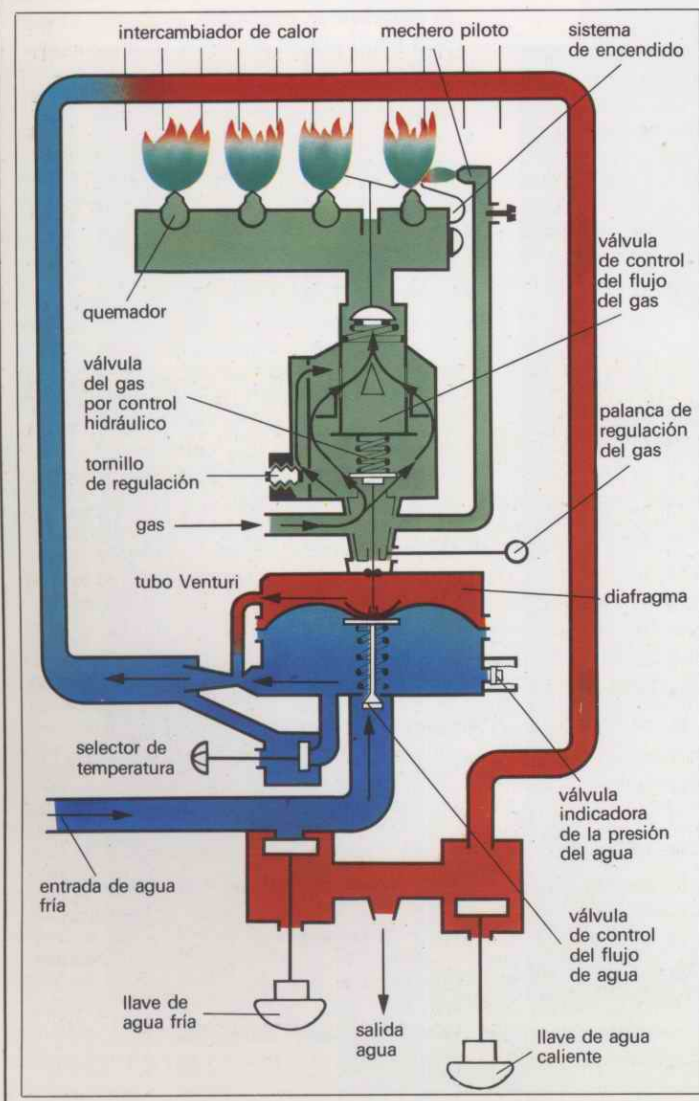 intercambiador de calor
mechero piloto
sistema
de encendido
válvula
de control
del flujo
del gas
quemador
válvula
del gas
por control
hidráulico
palanca de
regulación
del gas
tornillo
de regulación
gas
tubo Venturi
diafragma
selector de
temperatura
válvula
indicadora
de la presión
del agua
entrada de agua
fría
válvula
de control
del flujo
de agua
llave de
agua fría
salida
agua
llave de agua
caliente